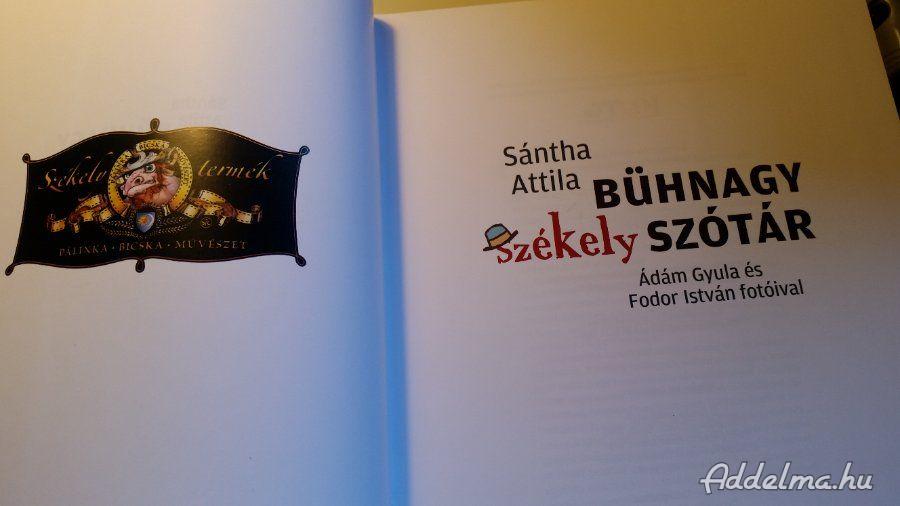 BICSKA
Székely termék
PÁLINKA • BICSKA • MŰVÉSZET
Sántha
Attila BÜHNAGY
székely SZÓTÁR
Ádám Gyula és
Fodor István fotóival
Addelma.hu